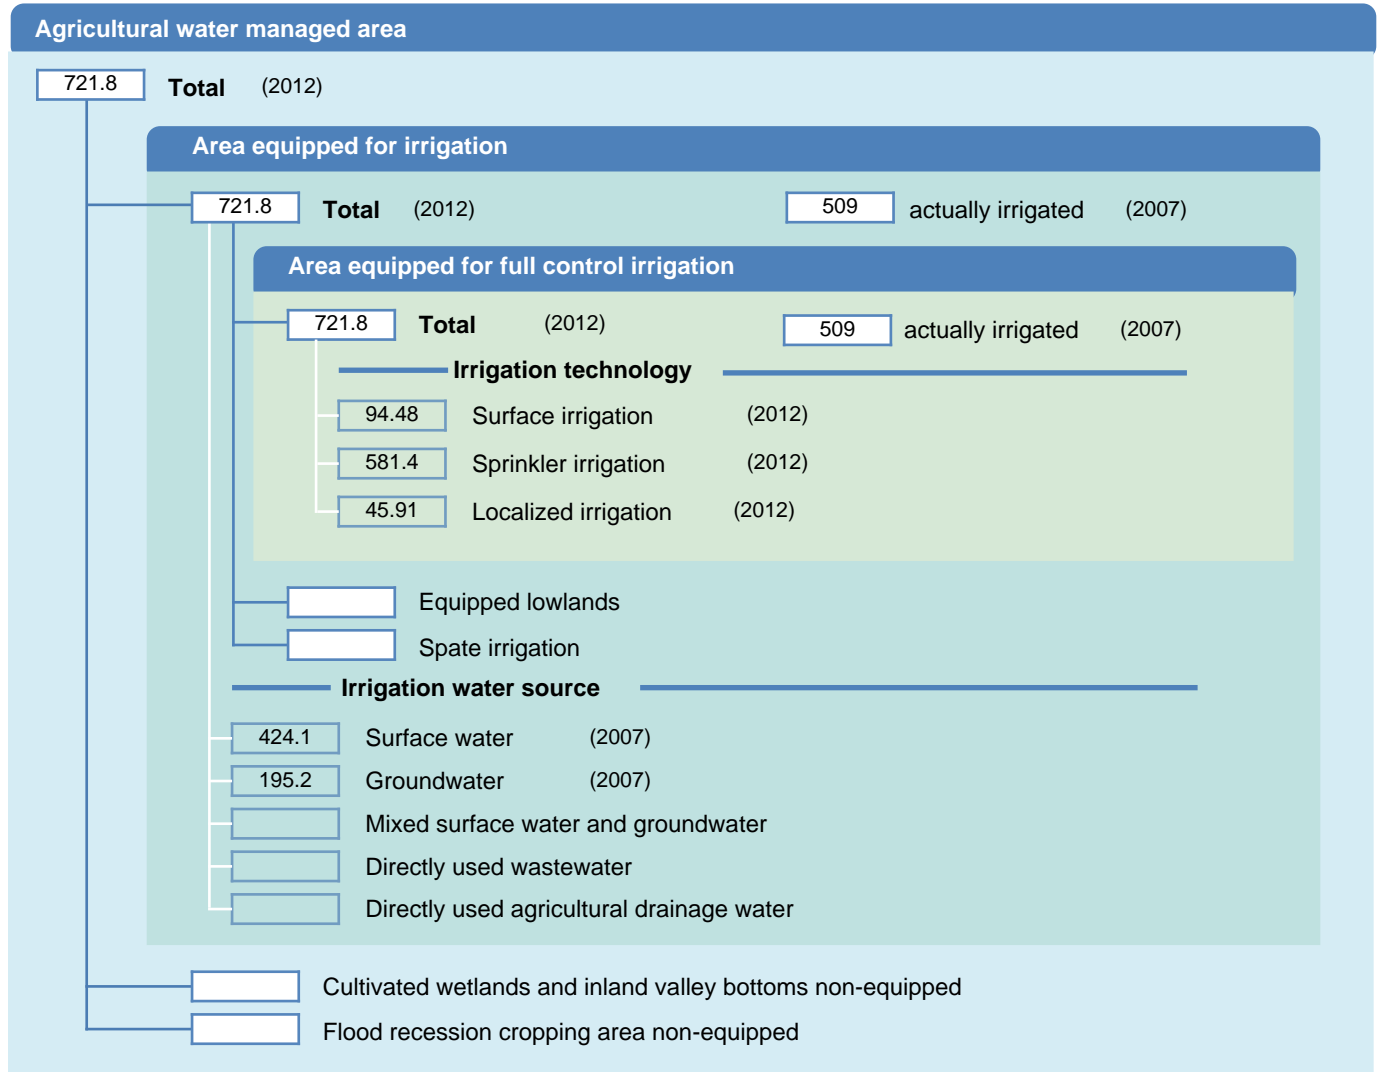 Agricultural water managed area
721.8 Total (2012)
Area equipped for irrigation
721.8 Total (2012) 509 actually irrigated (2007)
Area equipped for full control irrigation
721.8 Total (2012) 509 actually irrigated (2007)
Irrigation technology
94.48 Surface irrigation (2012)
581.4 Sprinkler irrigation (2012)
45.91 Localized irrigation (2012)
Equipped lowlands
Spate irrigation
Irrigation water source
424.1 Surface water (2007)
195.2 Groundwater (2007)
Mixed surface water and groundwater
Directly used wastewater
Directly used agricultural drainage water
Cultivated wetlands and inland valley bottoms non-equipped
Flood recession cropping area non-equipped